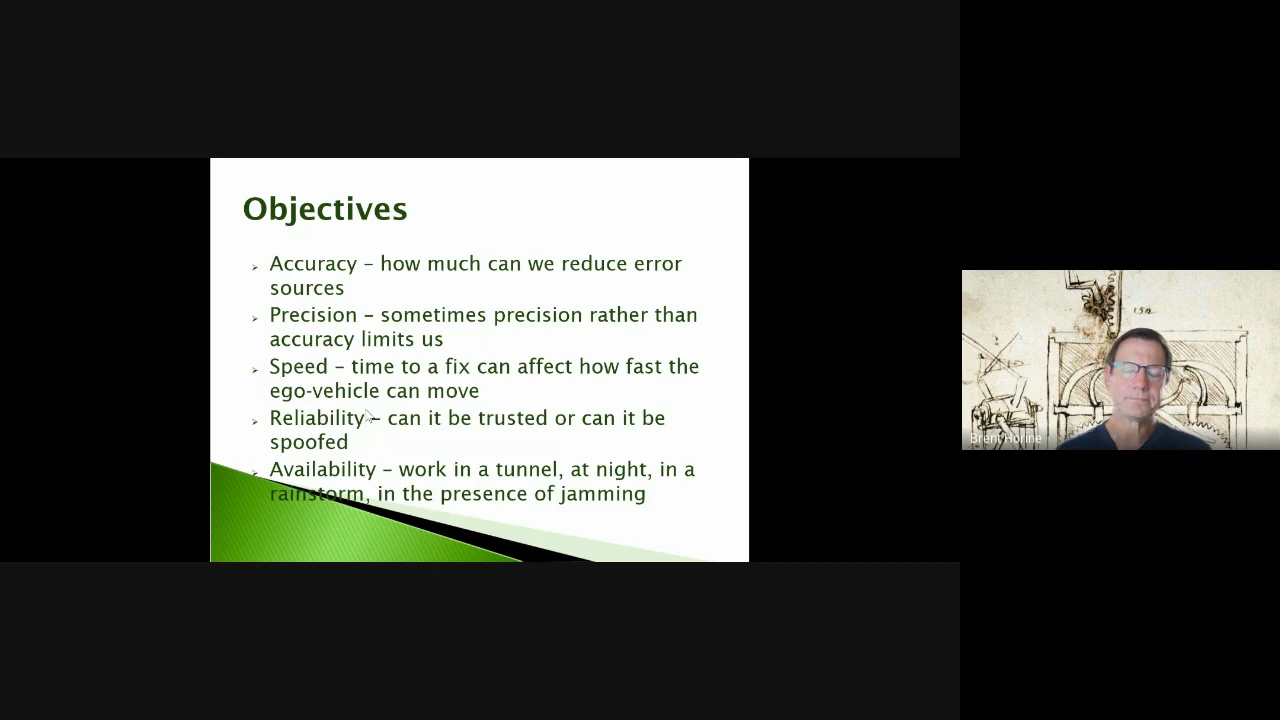 Objectives
Accuracy – how much can we reduce error
sources
Precision – sometimes precision rather than
accuracy limits us
Speed – time to a fix can affect how fast the
ego-vehicle can move
Reliability – can it be trusted or can it be
spoofed
Availability – work in a tunnel, at night, in a
rainstorm, in the presence of jamming
Brent Horine